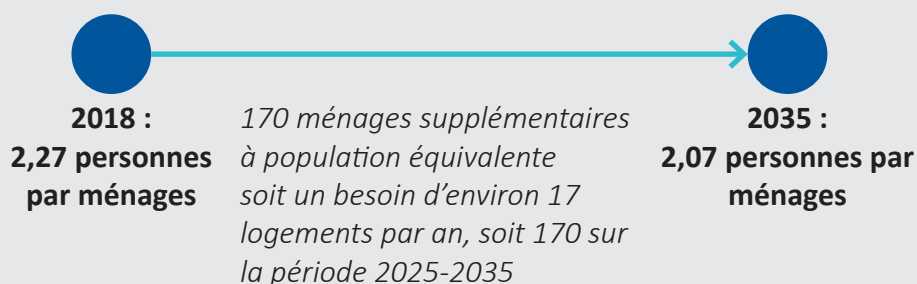 2018 :
2,27 personnes
par ménages
170 ménages supplémentaires
à population équivalente
soit un besoin d'environ 17
logements par an, soit 170 sur
la période 2025-2035
2035 :
2,07 personnes par
ménages